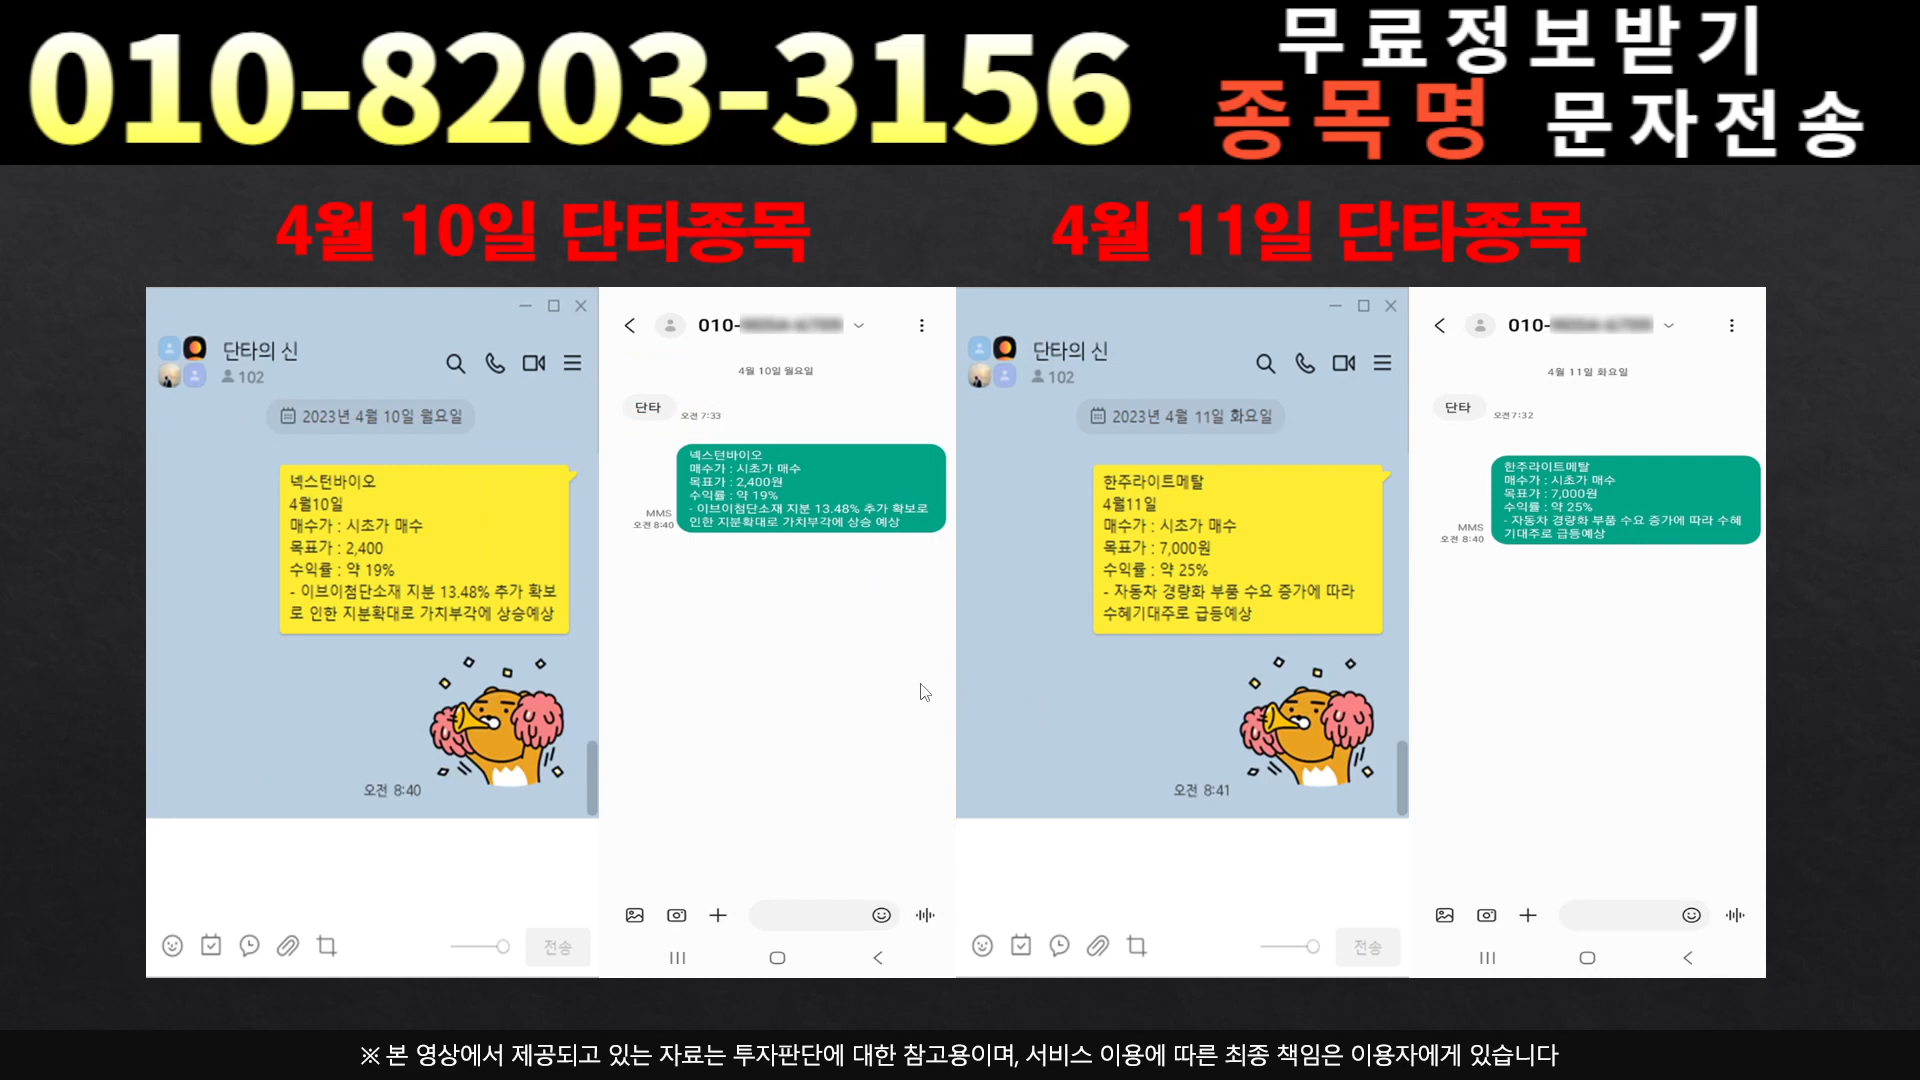 010-8203-3156
무료정보받기
종목명 문자전송
4월 10일 단타종목
4월 11일 단타종목
단타의 신
102
2023년 4월 10일 월요일
넥스턴바이오
4월10일
매수가 : 시초가 매수
목표가 : 2,400
수익률 : 약 19%
- 이브이첨단소재 지분 13.48% 추가 확보
로 인한 지분확대로 가치부각에 상승예상
오전 8:40
전송
010-
4월 10일 월요일
단타
오전 7:33
넥스턴바이오
매수가 : 시초가 매수
목표가 : 2,400원
수익률 : 약 19%
- 이브이첨단소재 지분 13.48% 추가 확보로
인한 지분확대로 가치부각에 상승 예상
MMS
오전 8:40
단타의 신
102
2023년 4월 11일 화요일
한주라이트메탈
4월11일
매수가 : 시초가 매수
목표가 : 7,000원
수익률 : 약 25%
- 자동차 경량화 부품 수요 증가에 따라
수혜기대주로 급등예상
오전 8:41
전송
010-
4월 11일 화요일
단타
오전 7:32
한주라이트메탈
매수가 : 시초가 매수
목표가 : 7,000원
수익률 : 약 25%
- 자동차 경량화 부품 수요 증가에 따라 수혜
기대주로 급등예상
MMS
오전 8:40
※ 본 영상에서 제공되고 있는 자료는 투자판단에 대한 참고용이며, 서비스 이용에 따른 최종 책임은 이용자에게 있습니다